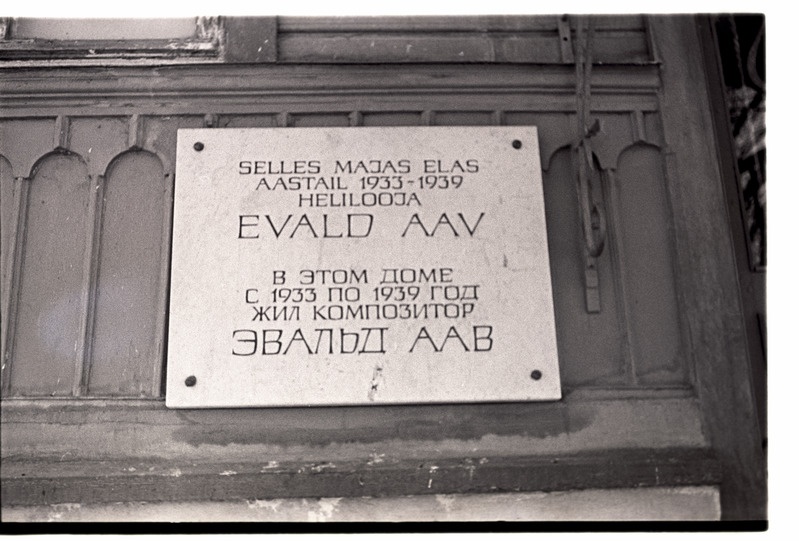 SELLES MAJAS ELAS
AASTAIL 1933-1939
HELILOOJA
EVALD AAV
В ЭТОМ ДОМЕ
С 1933 ПО 1939 ГОД
ЖИЛ КОМПОЗИТОР
ЭВАЛЬД ААВ